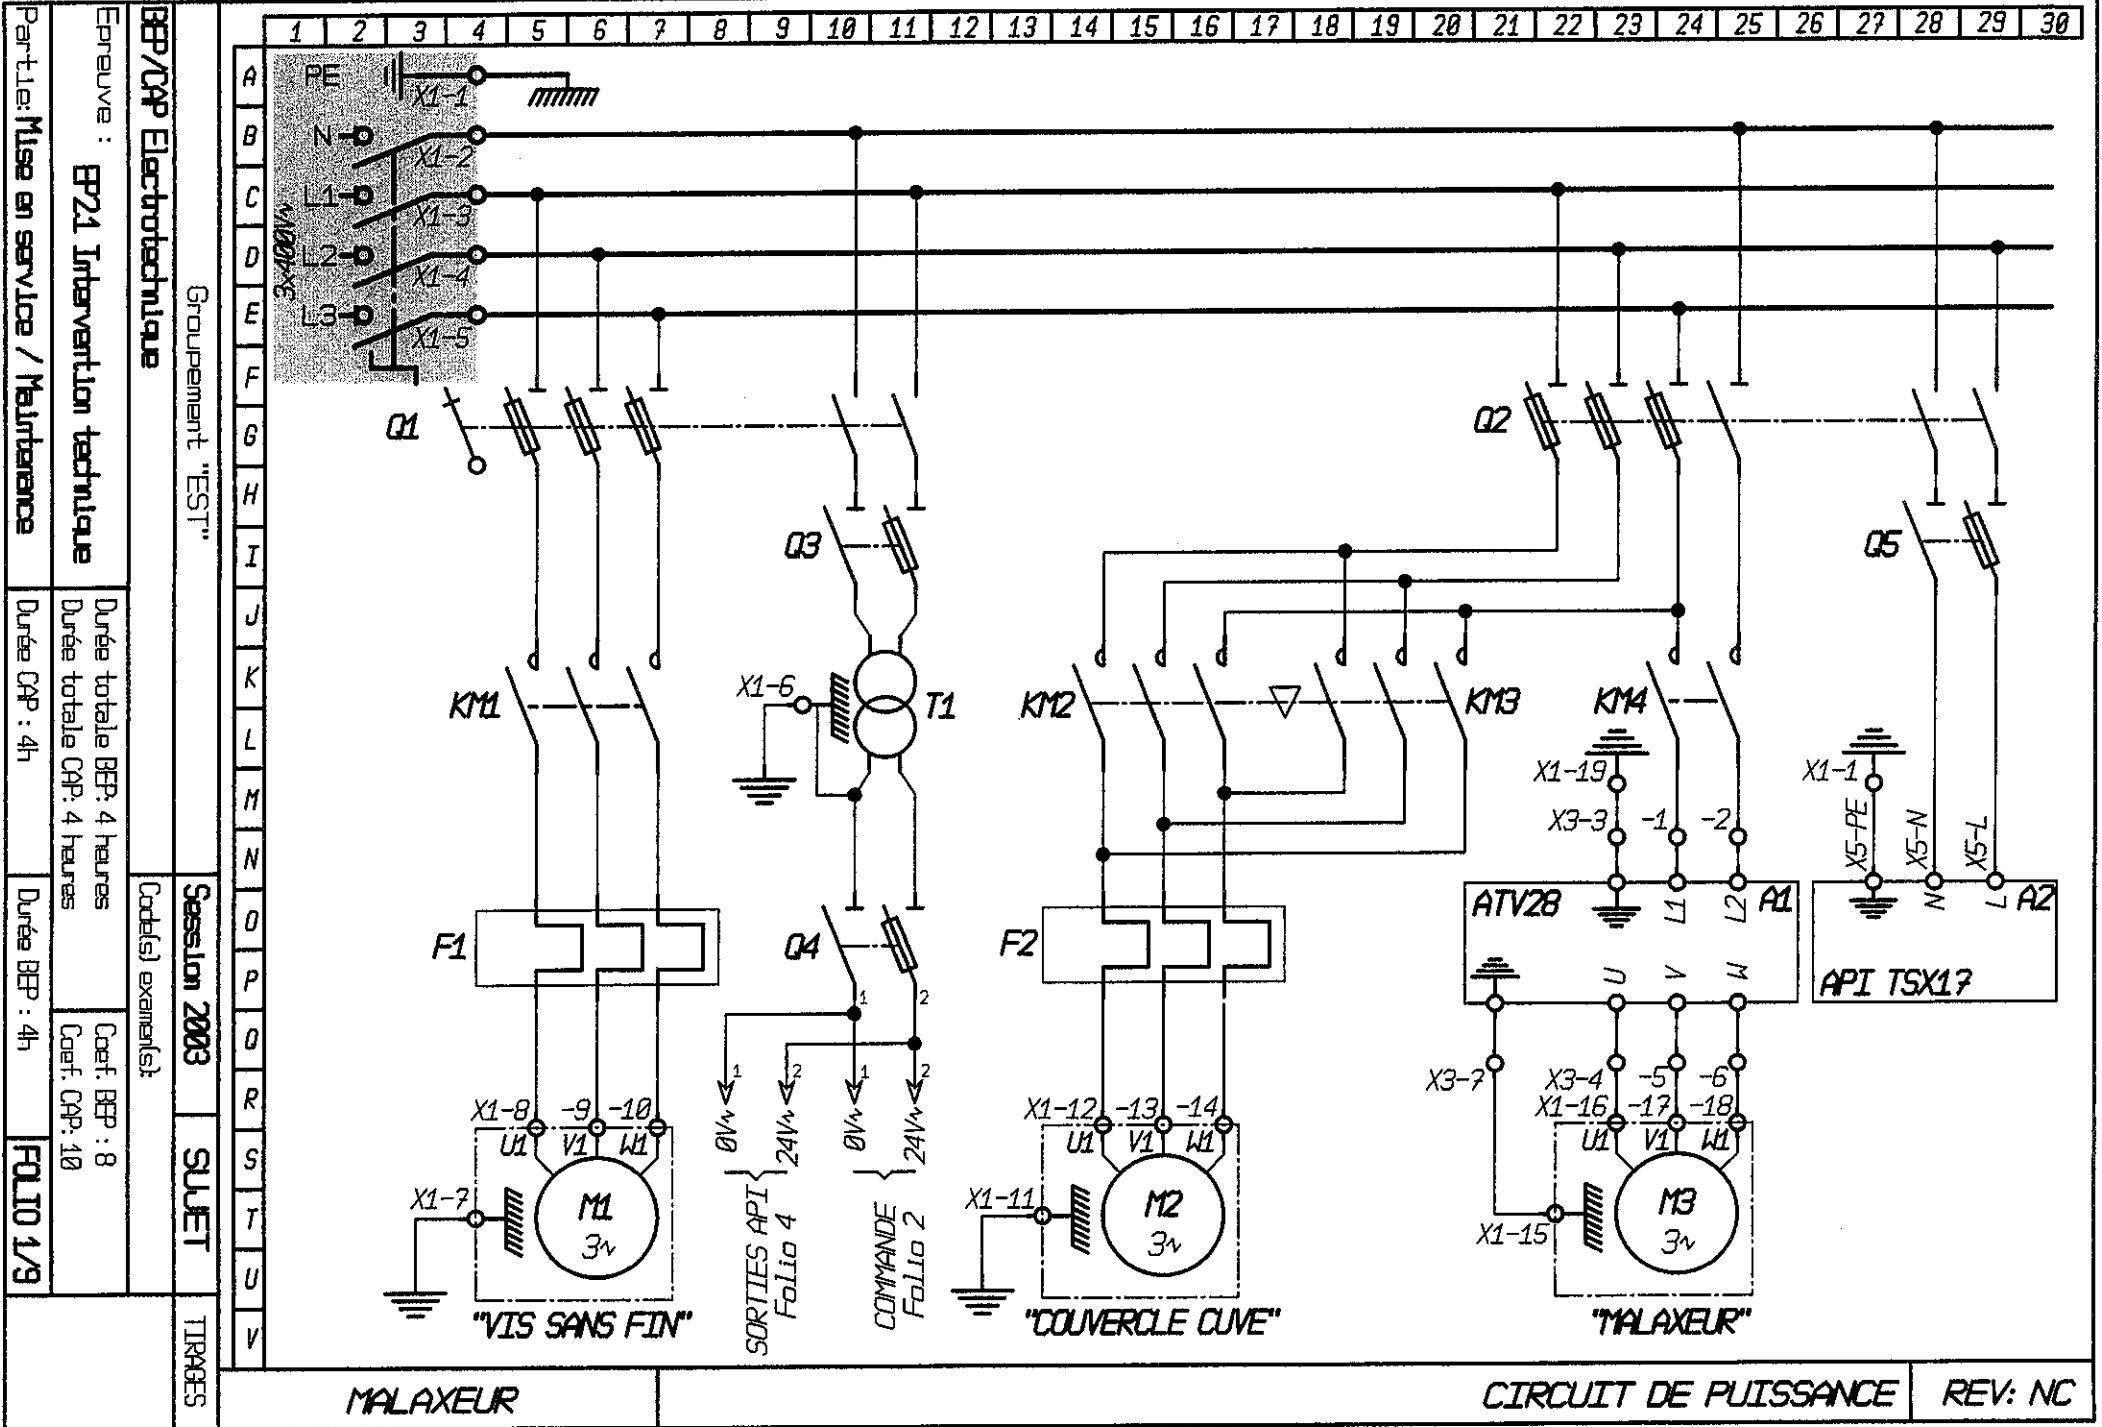 1 2 3 4 5 6 7 8 9 10 11 12 13 14 15 16 17 18 19 20 21 22 23 24 25 26 27 28 29 30
A
B
C
D
E
F
G
H
I
J
K
L
M
N
O
P
Q
R
S
T
U
V
PE
X1-1
N
X1-2
L1
X1-3
L2
X1-4
L3
X1-5
3x400V~
Q1
Q2
Q3
Q5
KM1
X1-6
T1
KM2
KM3
KM4
X1-19
X3-3 -1 -2
X1-1
X5-PE
X5-N
X5-L
F1
Q4
1
2
F2
ATV28
L1
L2
A1
U
V
W
N
L
A2
API TSX17
1 2 1 2
0V~
24V~
0V~
24V~
SORTIES API
Folio 4
COMMANDE
Folio 2
X1-8 -9 -10
U1 V1 W1
X1-7
M1
3~
"VIS SANS FIN"
X1-12 -13 -14
U1 V1 W1
X1-11
M2
3~
"COUVERCLE CUVE"
X3-7
X3-4 -5 -6
X1-16 -17 -18
U1 V1 W1
X1-15
M3
3~
"MALAXEUR"
MALAXEUR
CIRCUIT DE PUISSANCE
REV: NC
Groupement "EST"
Session 2003
SUJET
TIRAGES
BEP/CAP Electrotechnique
Code(s) examen(s):
Epreuve :
EP2.1 Intervention technique
Durée totale BEP: 4 heures
Durée totale CAP: 4 heures
Coef. BEP : 8
Coef. CAP: 10
Partie: Mise en service / Maintenance
Durée CAP : 4h
Durée BEP : 4h
FOLIO 1/9